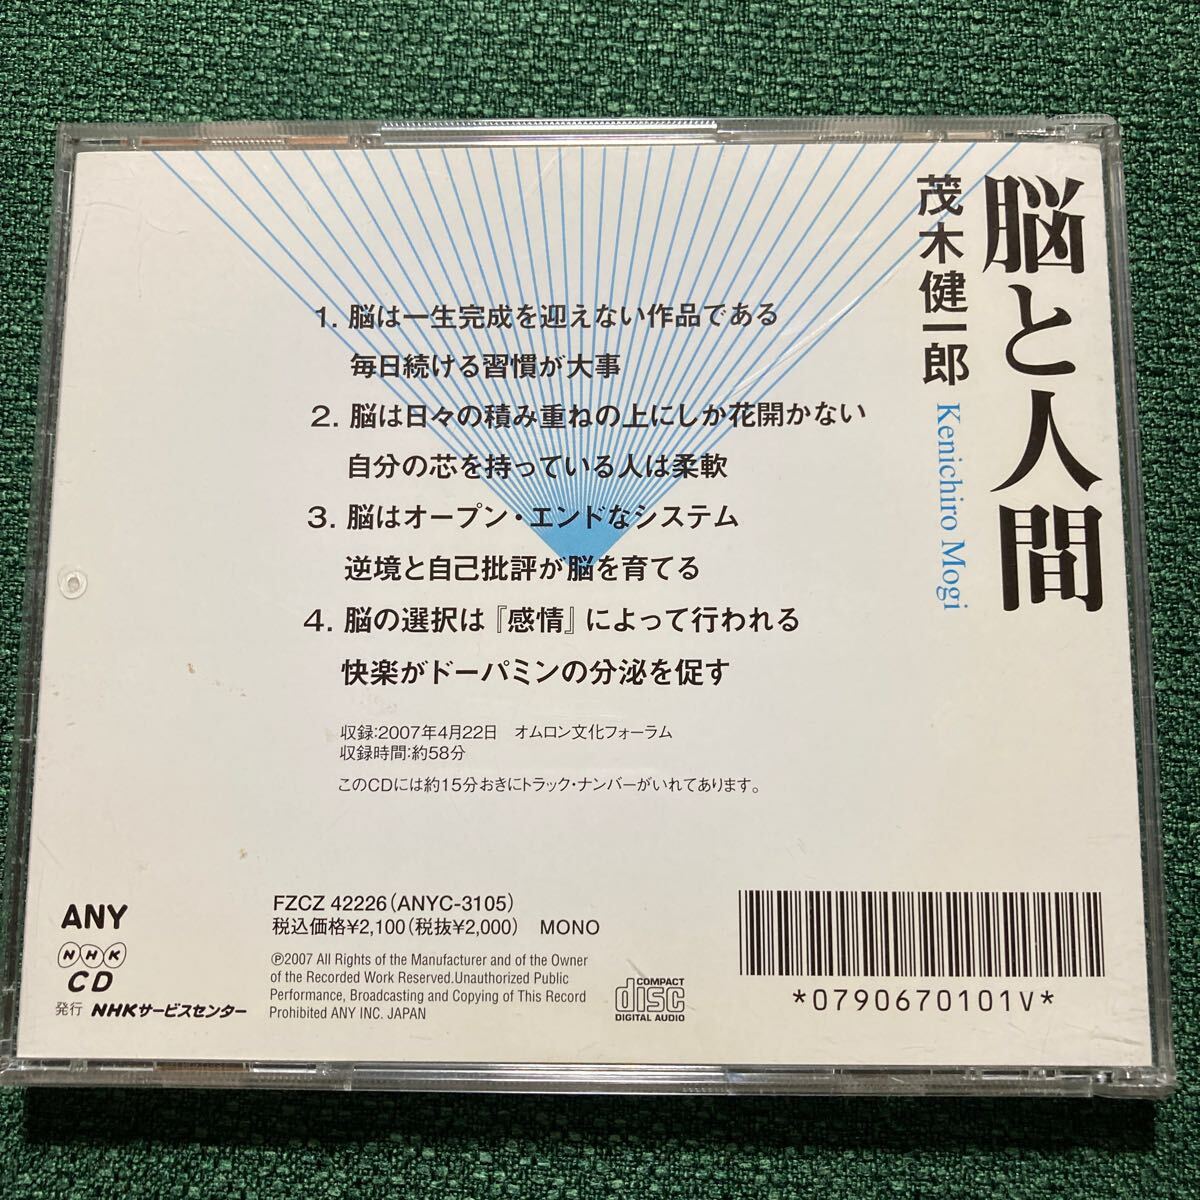 脳と人間
茂木健一郎 Kenichiro Mogi
1. 脳は一生完成を迎えない作品である
毎日続ける習慣が大事
2. 脳は日々の積み重ねの上にしか花開かない
自分の芯を持っている人は柔軟
3. 脳はオープン・エンドなシステム
逆境と自己批評が脳を育てる
4. 脳の選択は『感情』によって行われる
快楽がドーパミンの分泌を促す
収録:2007年4月22日 オムロン文化フォーラム
収録時間:約58分
このCDには約15分おきにトラック・ナンバーがいれてあります。
ANY
NHK
CD
発行 NHKサービスセンター
FZCZ 42226(ANYC-3105)
税込価格¥2,100(税抜¥2,000) MONO
℗2007 All Rights of the Manufacturer and of the Owner
of the Recorded Work Reserved.Unauthorized Public
Performance, Broadcasting and Copying of This Record
Prohibited ANY INC. JAPAN
COMPACT
disc
DIGITAL AUDIO
*0790670101V*